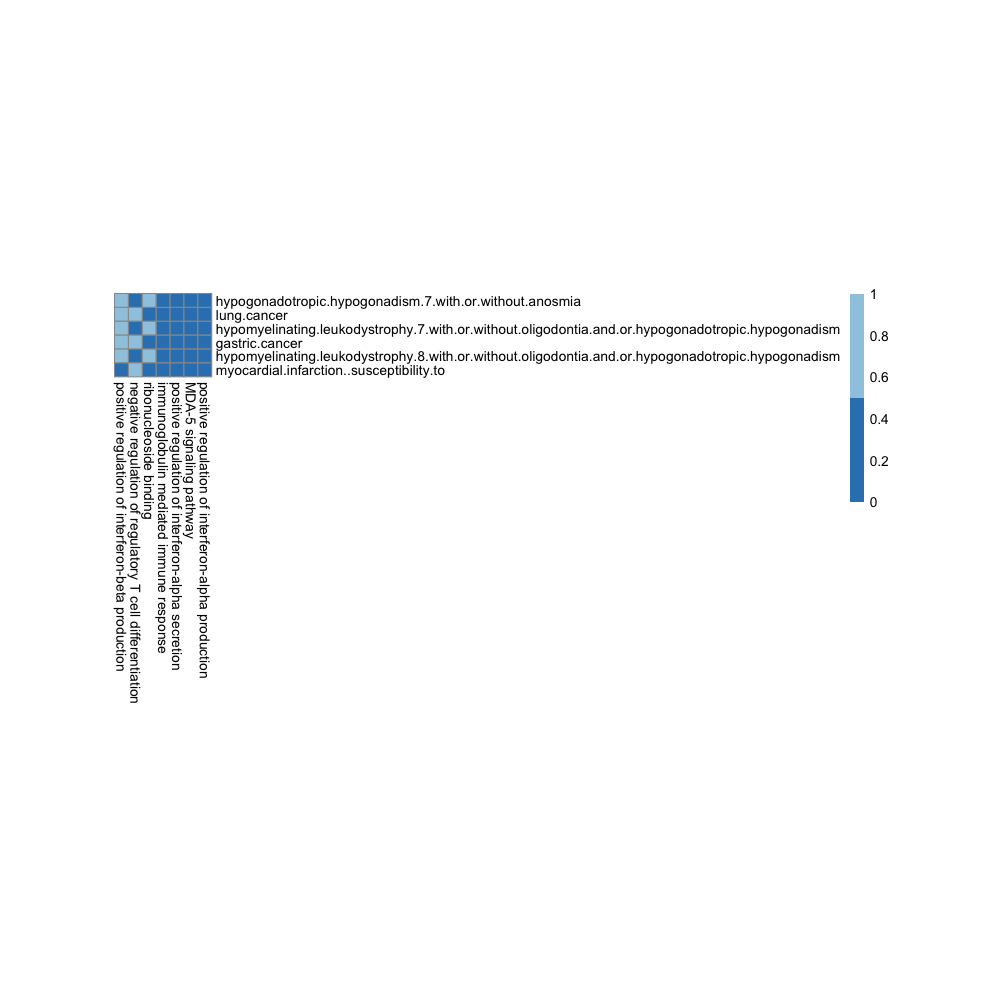 hypogonadotropic.hypogonadism.7.with.or.without.anosmia
lung.cancer
hypomyelinating.leukodystrophy.7.with.or.without.oligodontia.and.or.hypogonadotropic.hypogonadism
gastric.cancer
hypomyelinating.leukodystrophy.8.with.or.without.oligodontia.and.or.hypogonadotropic.hypogonadism
myocardial.infarction..susceptibility.to
1
0.8
0.6
0.4
0.2
0
positive regulation of interferon-beta production
negative regulation of regulatory T cell differentiation
ribonucleoside binding
immunoglobulin mediated immune response
positive regulation of interferon-alpha secretion
MDA-5 signaling pathway
positive regulation of interferon-alpha production